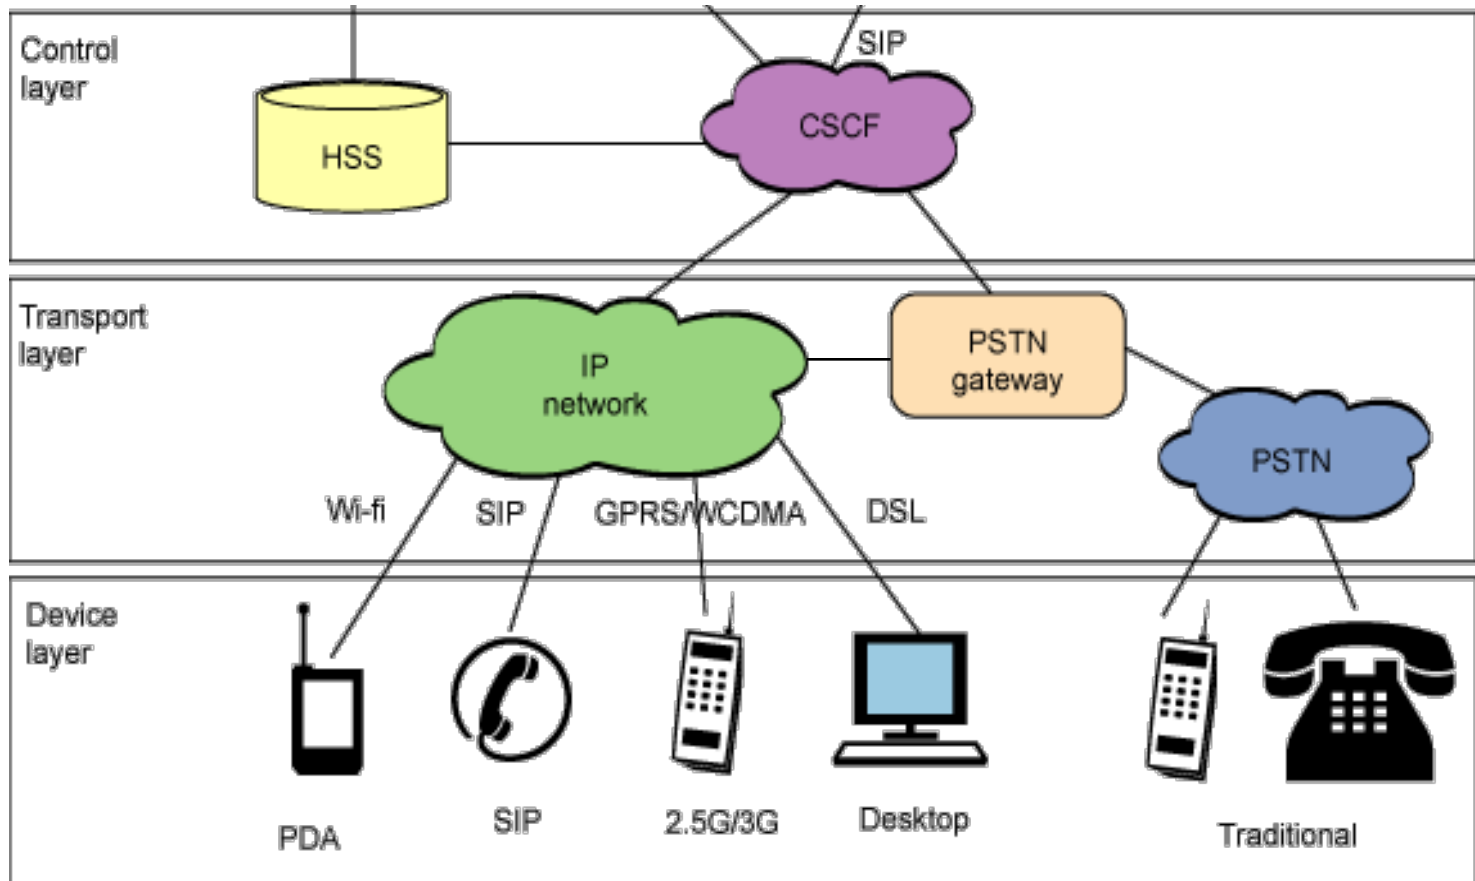 Control
layer
SIP
HSS
CSCF
Transport
layer
IP
network
PSTN
gateway
PSTN
Wi-fi
SIP
GPRS/WCDMA
DSL
Device
layer
PDA
SIP
2.5G/3G
Desktop
Traditional